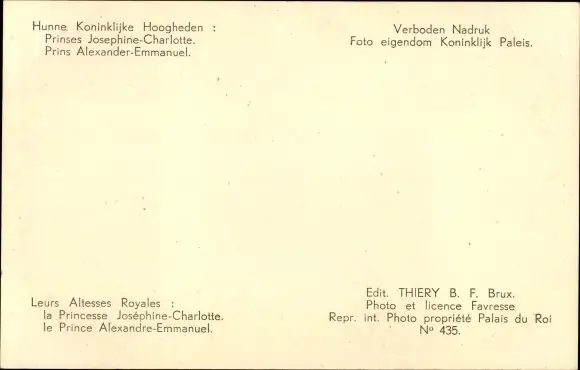 Hunne Koninklijke Hoogheden :
Prinses Josephine-Charlotte.
Prins Alexander-Emmanuel.
Verboden Nadruk
Foto eigendom Koninklijk Paleis.
Leurs Altesses Royales :
la Princesse Joséphine-Charlotte.
le Prince Alexandre-Emmanuel.
Edit. THIERY B. F. Brux.
Photo et licence Favresse
Repr. int. Photo propriété Palais du Roi
Nº 435.